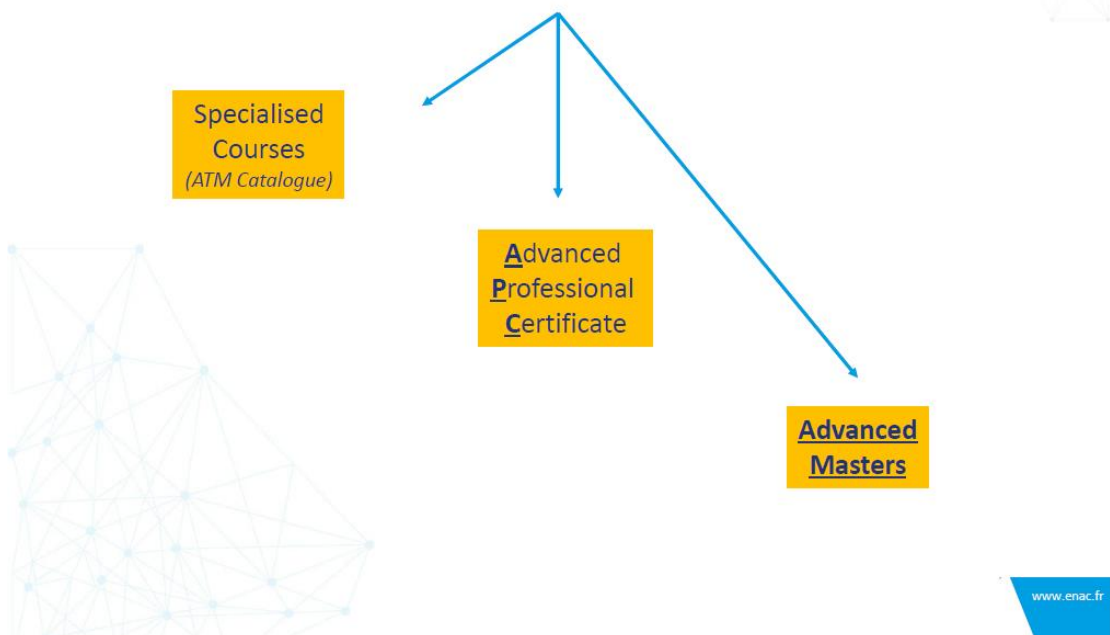 Specialised
Courses
(ATM Catalogue)
Advanced
Professional
Certificate
Advanced
Masters
www.enac.fr